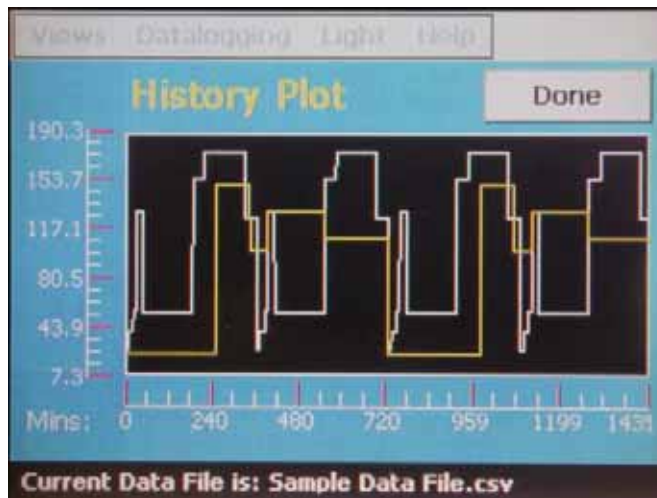 Views Datalogging Light Help
History Plot
Done
190.3
153.7
117.1
80.5
43.9
7.3
Mins: 0 240 480 720 959 1199 1439
Current Data File is: Sample Data File.csv